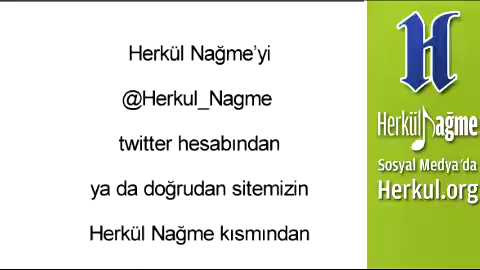 Herkül Nağme'yi
@Herkul_Nagme
twitter hesabından
ya da doğrudan sitemizin
Herkül Nağme kısmından
H
Herkül Nağme
Sosyal Medya'da
Herkul.org